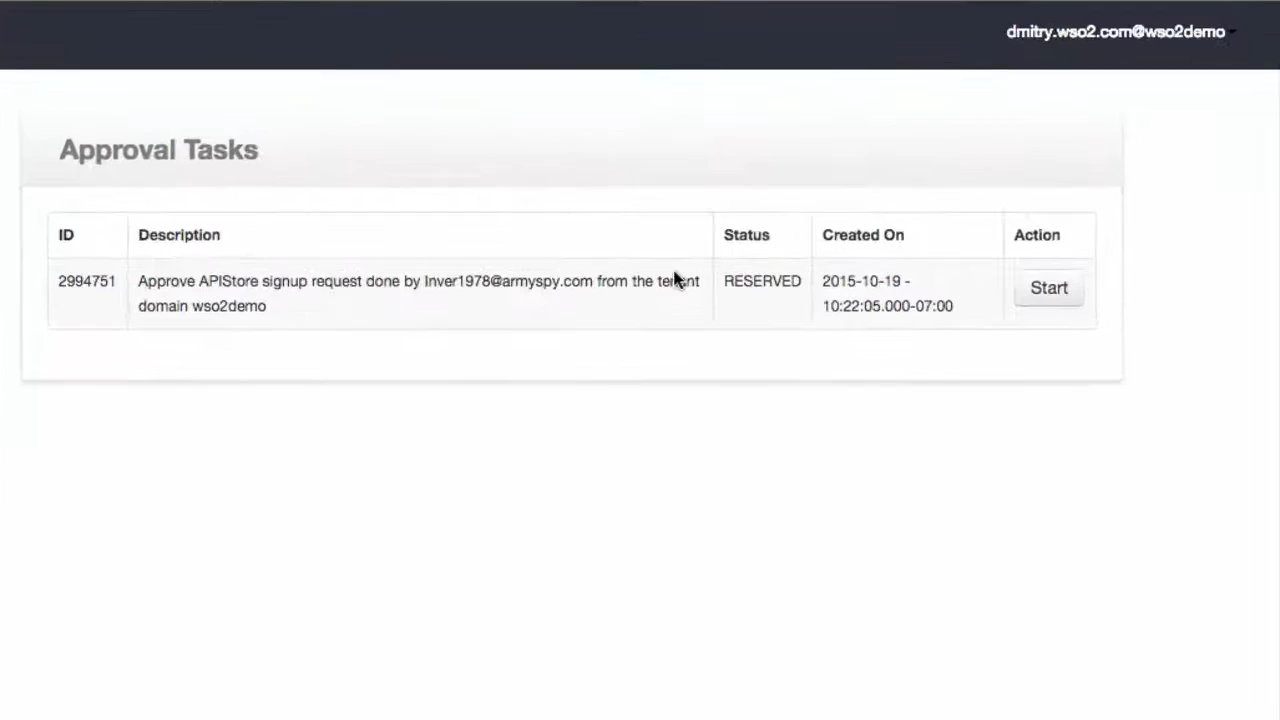 dmitry.wso2.com@wso2demo
Approval Tasks
ID Description Status Created On Action
2994751 Approve APIStore signup request done by Inver1978@armyspy.com from the tenant RESERVED 2015-10-19 - Start
domain wso2demo 10:22:05.000-07:00